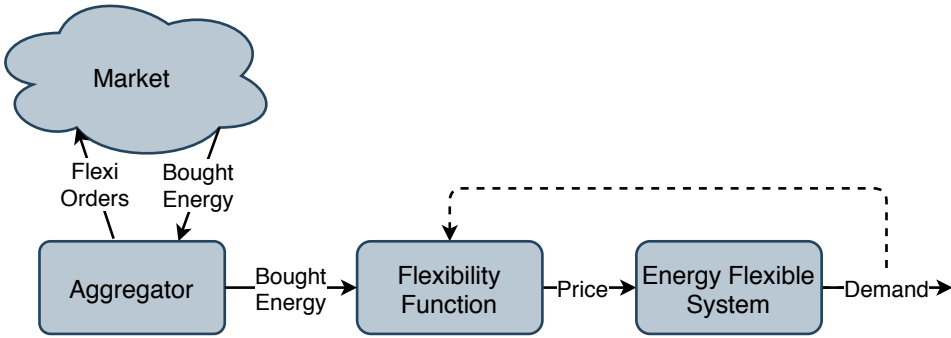 Market
Flexi
Orders
Bought
Energy
Aggregator
Bought
Energy
Flexibility
Function
Price
Energy Flexible
System
Demand